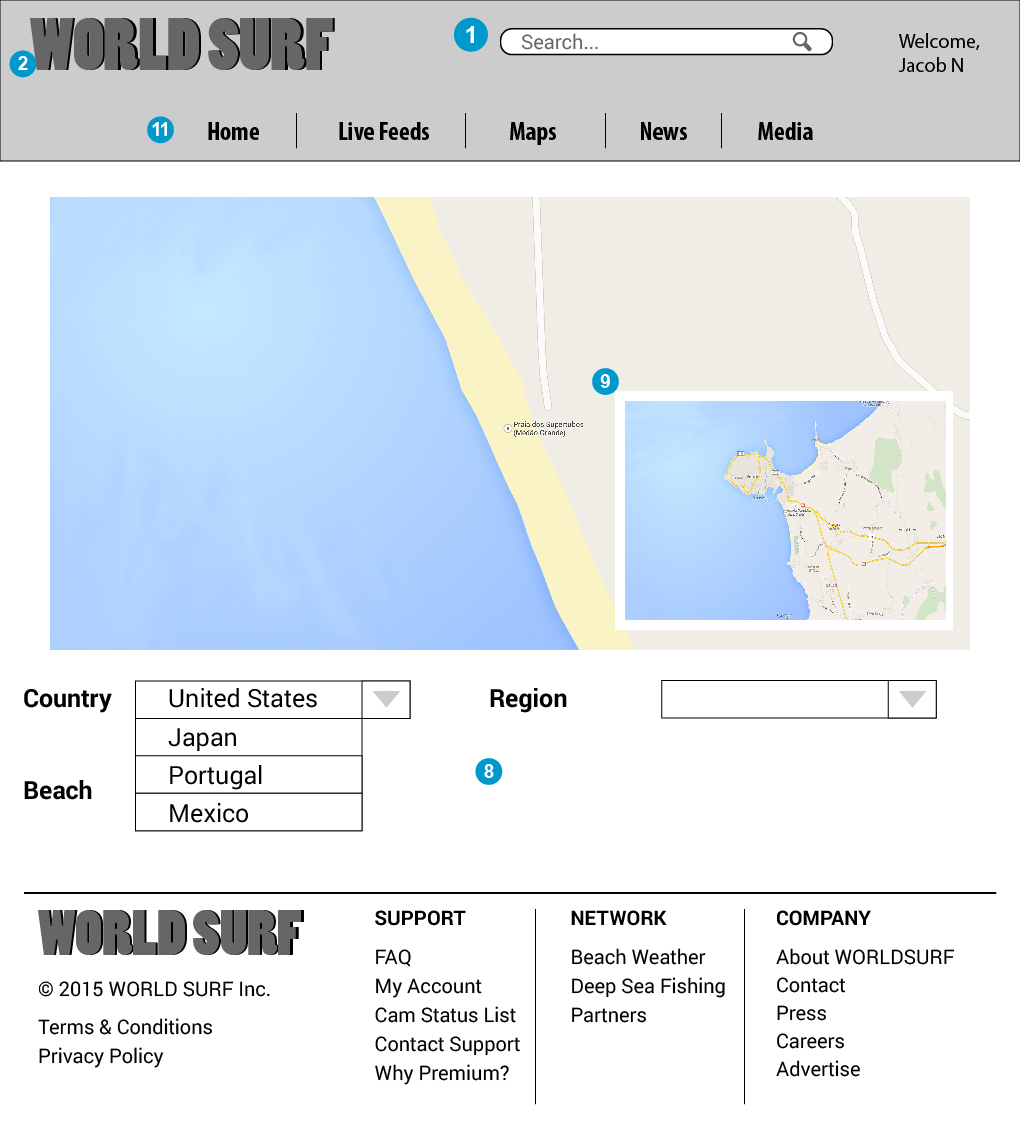 WORLD SURF
1
Search...
Welcome,
Jacob N
2
11
Home
Live Feeds
Maps
News
Media
9
Praia dos Supertubos
(Medão Grande)
Country
United States
Japan
Portugal
Mexico
Region
Beach
8
WORLD SURF
© 2015 WORLD SURF Inc.
Terms & Conditions
Privacy Policy
SUPPORT
FAQ
My Account
Cam Status List
Contact Support
Why Premium?
NETWORK
Beach Weather
Deep Sea Fishing
Partners
COMPANY
About WORLDSURF
Contact
Press
Careers
Advertise